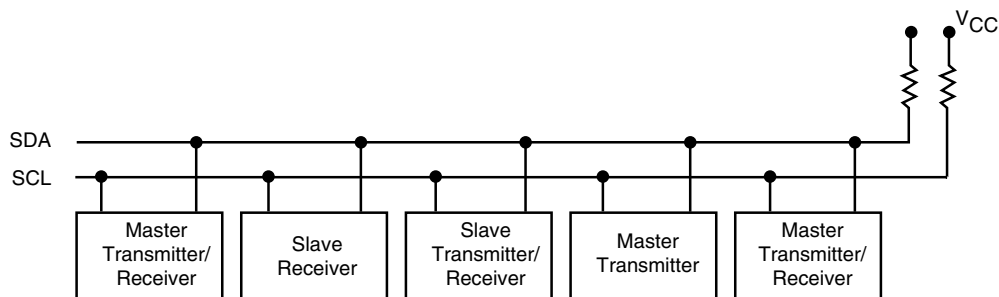 VCC
SDA
SCL
Master
Transmitter/
Receiver
Slave
Receiver
Slave
Transmitter/
Receiver
Master
Transmitter
Master
Transmitter/
Receiver